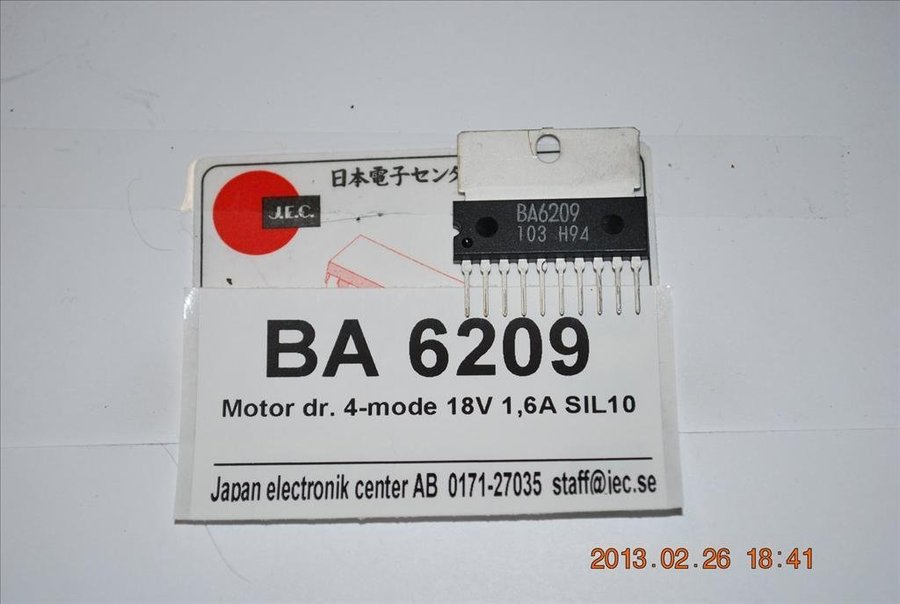 日本電子センタ
J.E.C.
BA6209
103 H94
BA 6209
Motor dr. 4-mode 18V 1,6A SIL10
Japan electronik center AB 0171-27035 staff@jec.se
2013.02.26 18:41